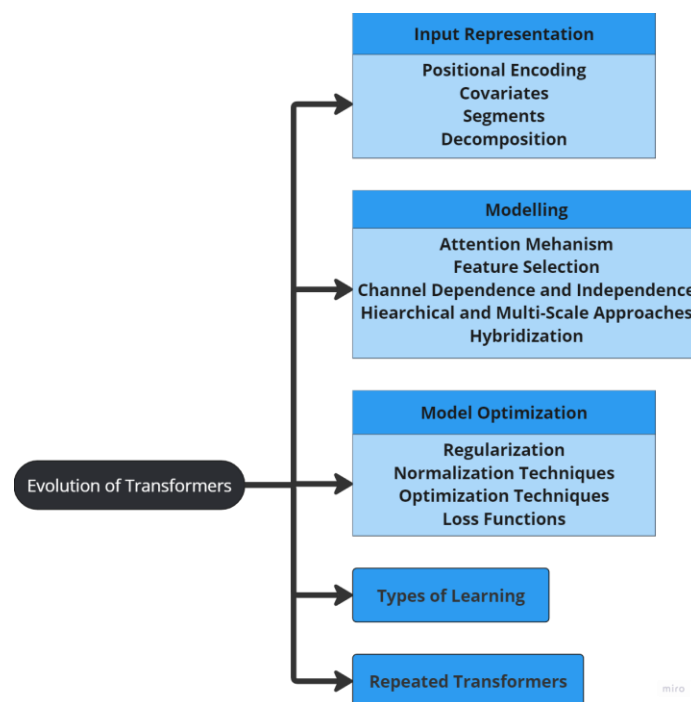 Input Representation
Positional Encoding
Covariates
Segments
Decomposition
Modelling
Attention Mehanism
Feature Selection
Channel Dependence and Independence
Hiearchical and Multi-Scale Approaches
Hybridization
Model Optimization
Regularization
Normalization Techniques
Optimization Techniques
Loss Functions
Evolution of Transformers
Types of Learning
Repeated Transformers
miro